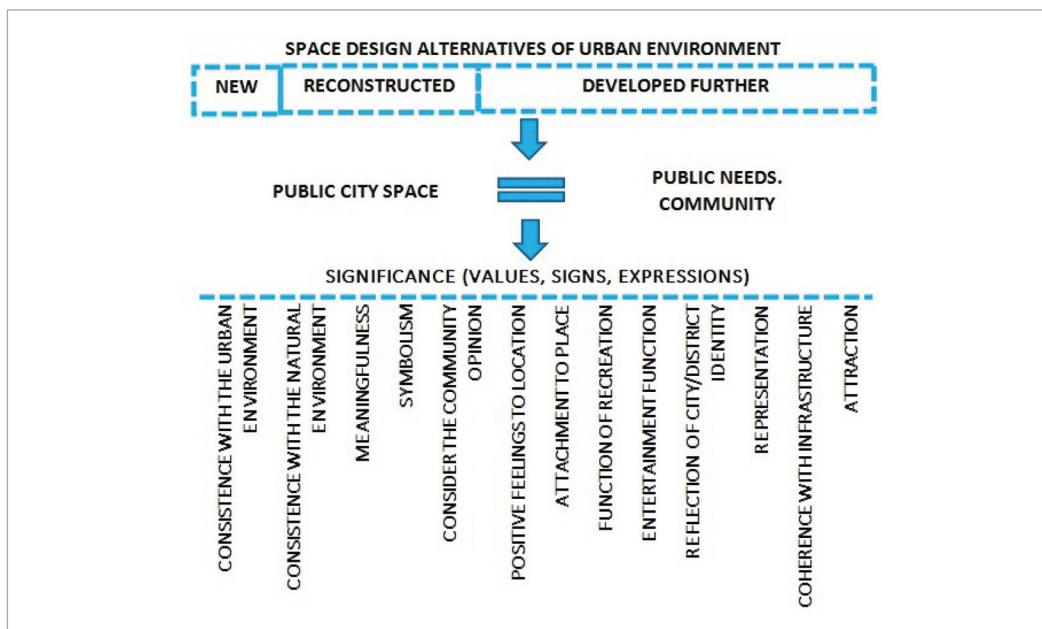 SPACE DESIGN ALTERNATIVES OF URBAN ENVIRONMENT
NEW
RECONSTRUCTED
DEVELOPED FURTHER
PUBLIC CITY SPACE
PUBLIC NEEDS.
COMMUNITY
SIGNIFICANCE (VALUES, SIGNS, EXPRESSIONS)
CONSISTENCE WITH THE URBAN
ENVIRONMENT
CONSISTENCE WITH THE NATURAL
ENVIRONMENT
MEANINGFULNESS
SYMBOLISM
CONSIDER THE COMMUNITY
OPINION
POSITIVE FEELINGS TO LOCATION
ATTACHMENT TO PLACE
FUNCTION OF RECREATION
ENTERTAINMENT FUNCTION
REFLECTION OF CITY/DISTRICT
IDENTITY
REPRESENTATION
COHERENCE WITH INFRASTRUCTURE
ATTRACTION